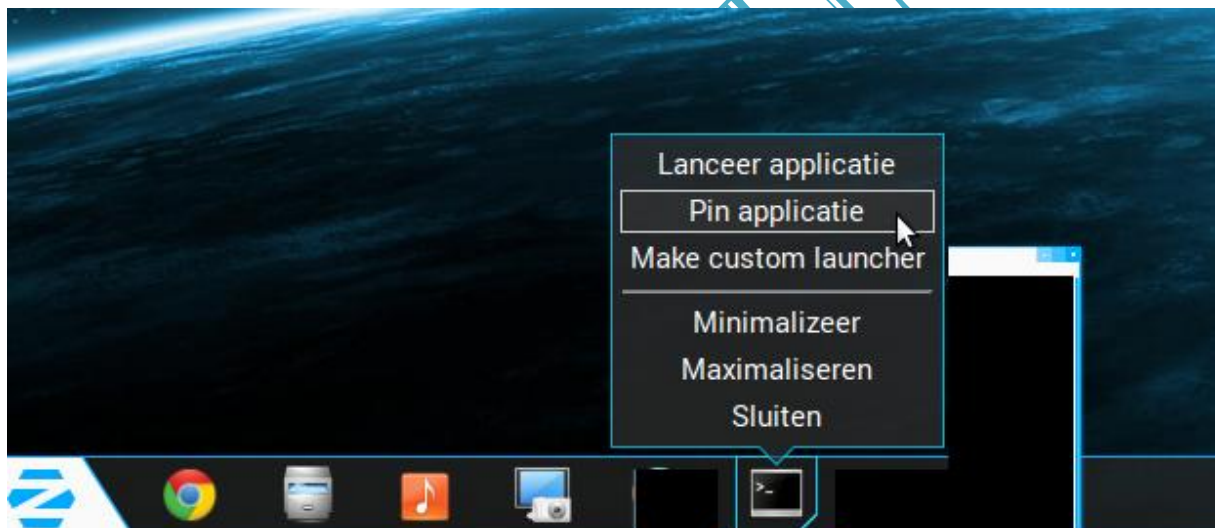 Lanceer applicatie
Pin applicatie
Make custom launcher
Minimalizeer
Maximaliseren
Sluiten
>_